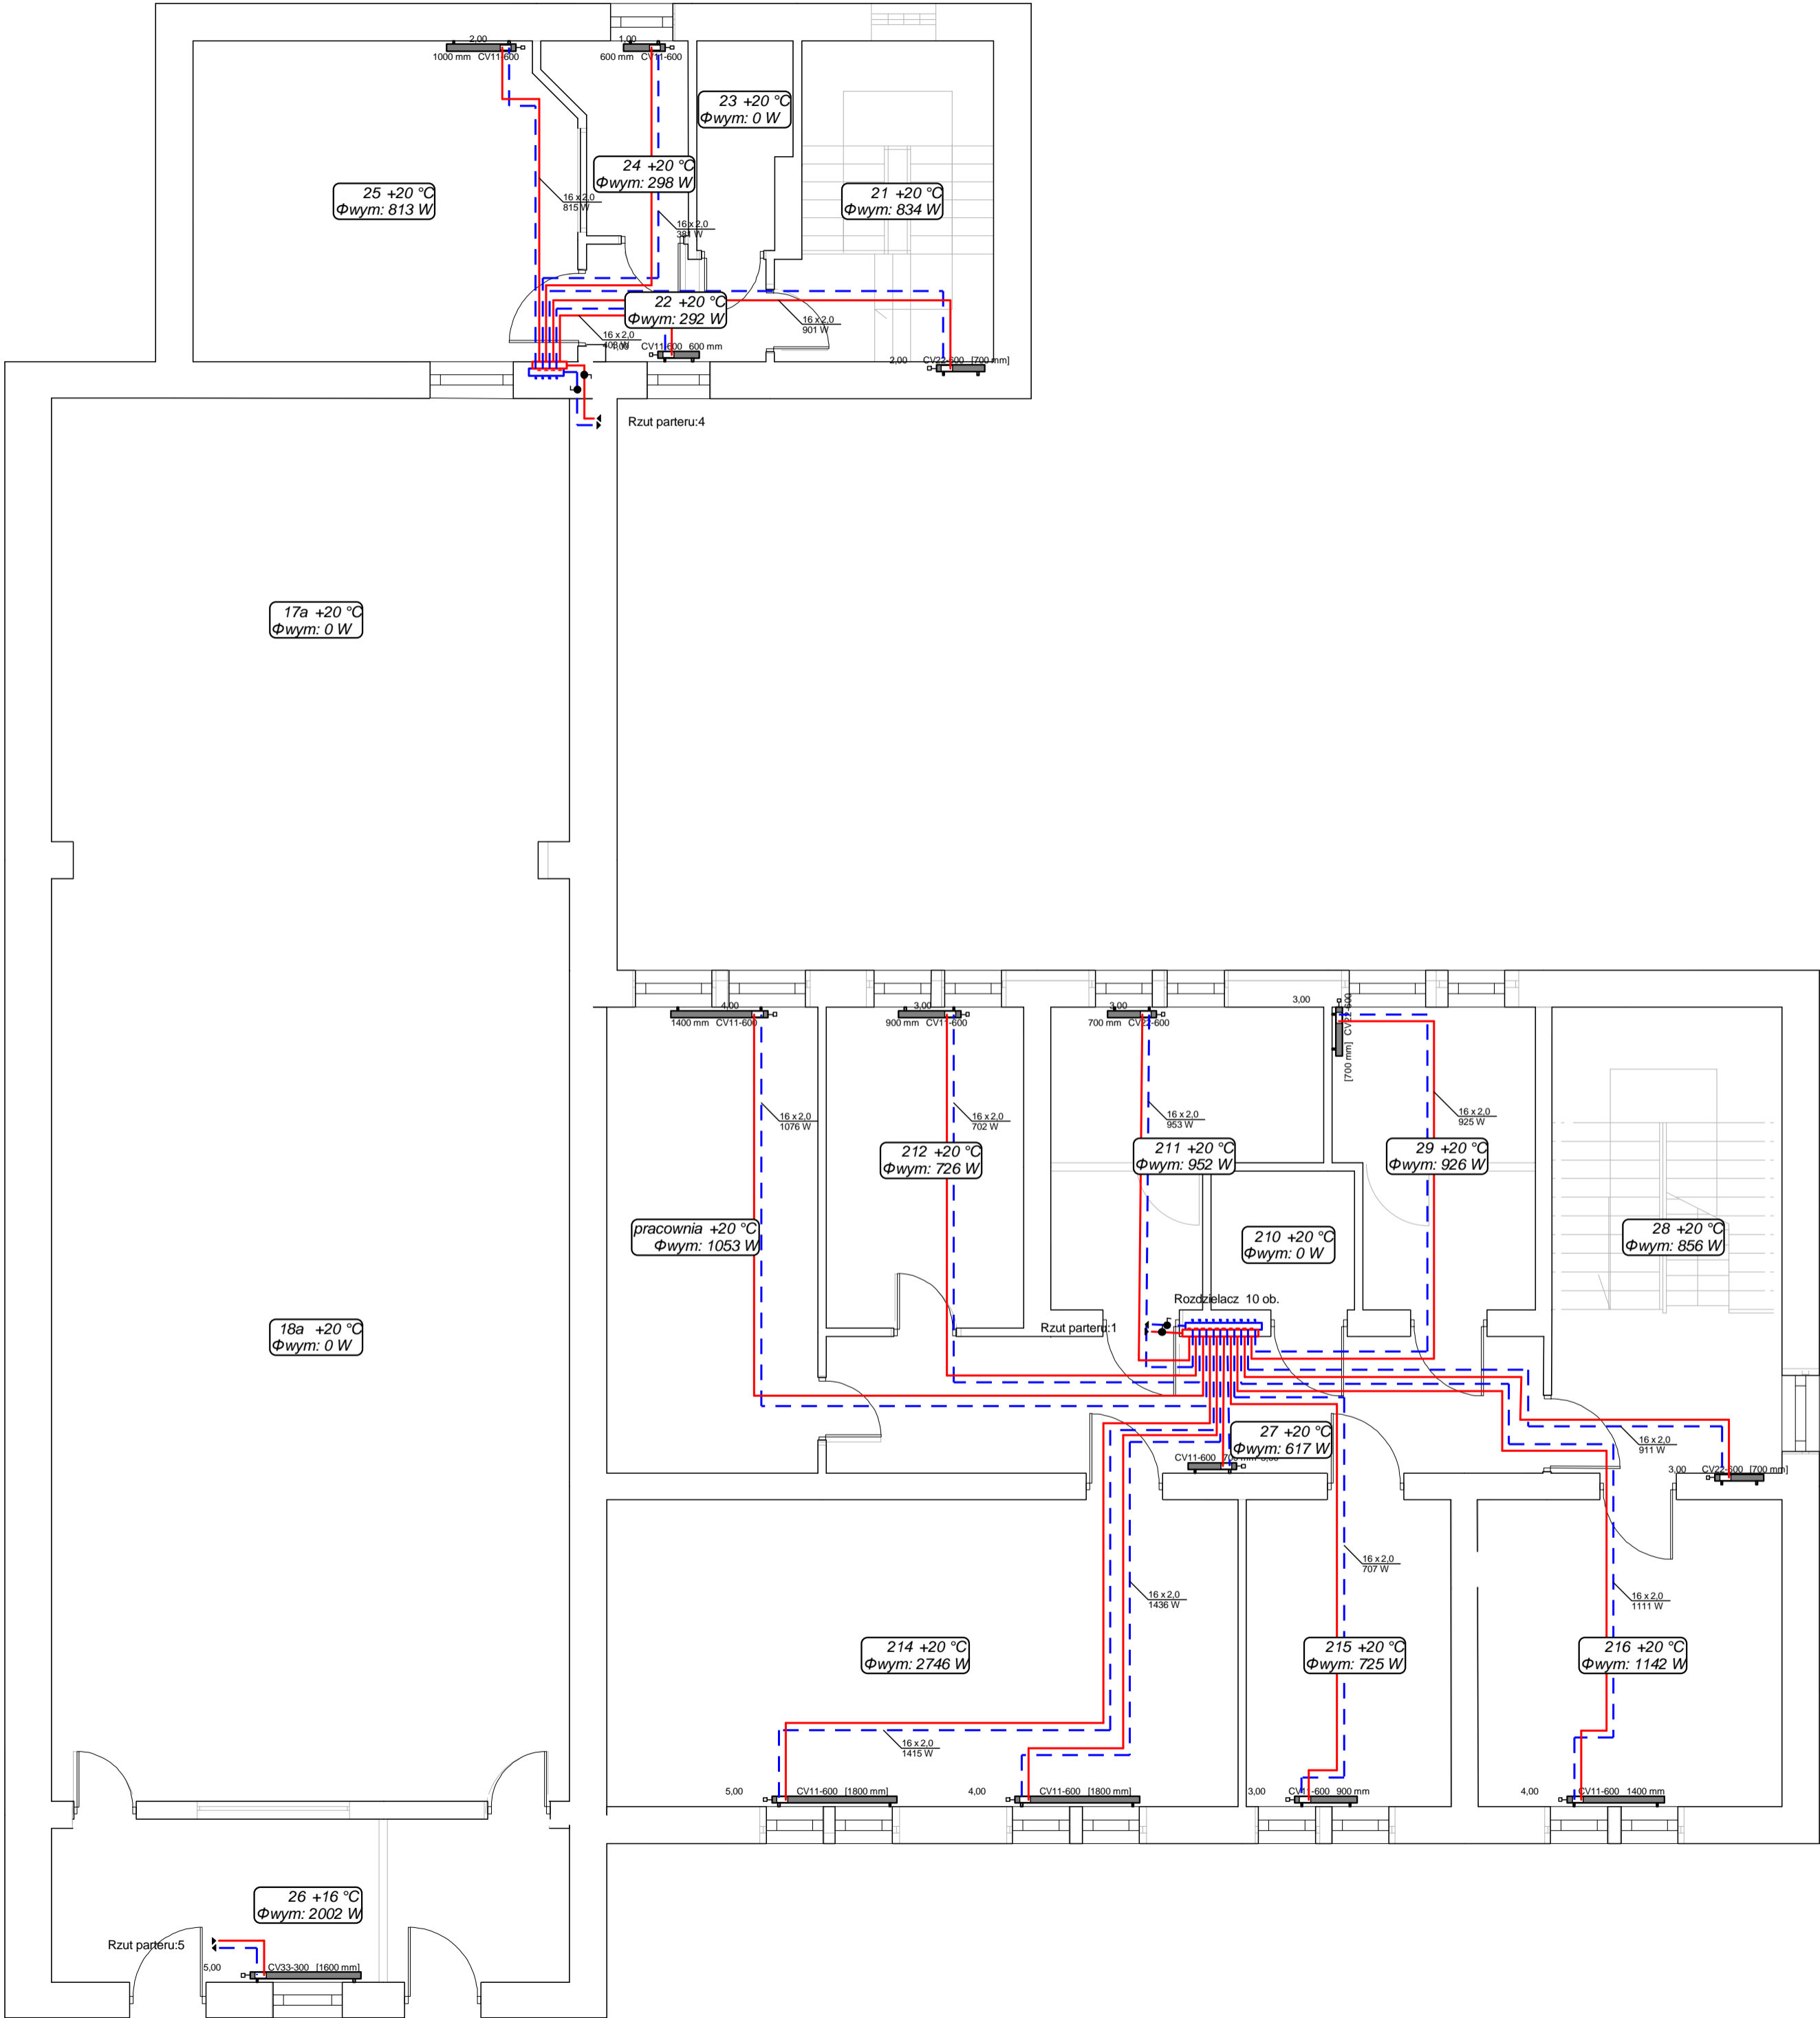 2,00
1000 mm CV11-600
1,00
600 mm CV11-600
23 +20 °C
Φwym: 0 W
24 +20 °C
Φwym: 298 W
25 +20 °C
Φwym: 813 W
21 +20 °C
Φwym: 834 W
16 x 2,0
815 W
16 x 2,0
22 +20 °C
Φwym: 292 W
16 x 2,0
901 W
16 x 2,0
CV11-600 600 mm
2,00 CV22-600 [700 mm]
Rzut parteru:4
17a +20 °C
Φwym: 0 W
4,00
1400 mm CV11-600
3,00
900 mm CV11-600
3,00
700 mm CV22-600
3,00
[700 mm] CV22-600
16 x 2,0
1076 W
16 x 2,0
702 W
16 x 2,0
953 W
16 x 2,0
925 W
212 +20 °C
Φwym: 726 W
211 +20 °C
Φwym: 952 W
29 +20 °C
Φwym: 926 W
pracownia +20 °C
Φwym: 1053 W
210 +20 °C
Φwym: 0 W
28 +20 °C
Φwym: 856 W
Rozdzielacz 10 ob.
Rzut parteru:1
18a +20 °C
Φwym: 0 W
27 +20 °C
Φwym: 617 W
CV11-600
16 x 2,0
911 W
3,00 CV22-600 [700 mm]
16 x 2,0
707 W
16 x 2,0
1436 W
16 x 2,0
1111 W
214 +20 °C
Φwym: 2746 W
215 +20 °C
Φwym: 725 W
216 +20 °C
Φwym: 1142 W
16 x 2,0
1415 W
5,00 CV11-600 [1800 mm]
4,00 CV11-600 [1800 mm]
3,00 CV11-600 900 mm
4,00 CV11-600 1400 mm
26 +16 °C
Φwym: 2002 W
Rzut parteru:5
5,00 CV33-300 [1600 mm]